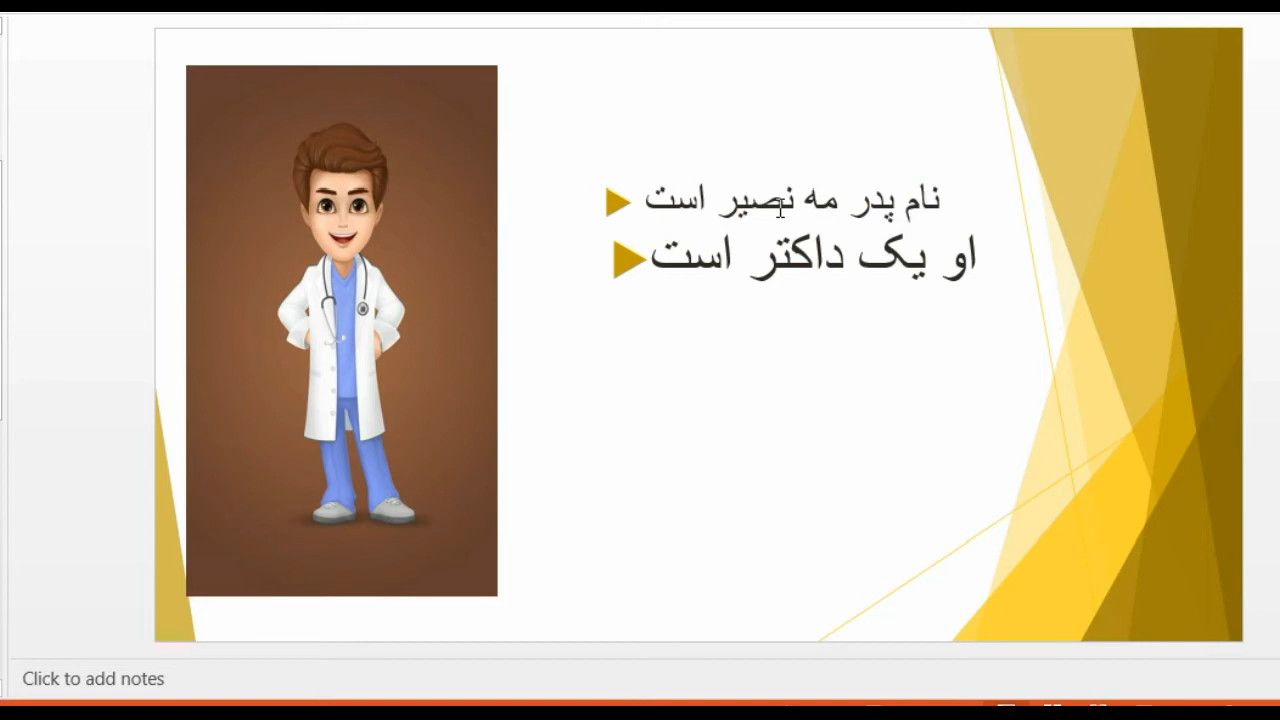 نام پدر مه نصیر است
او یک داکتر است
Click to add notes